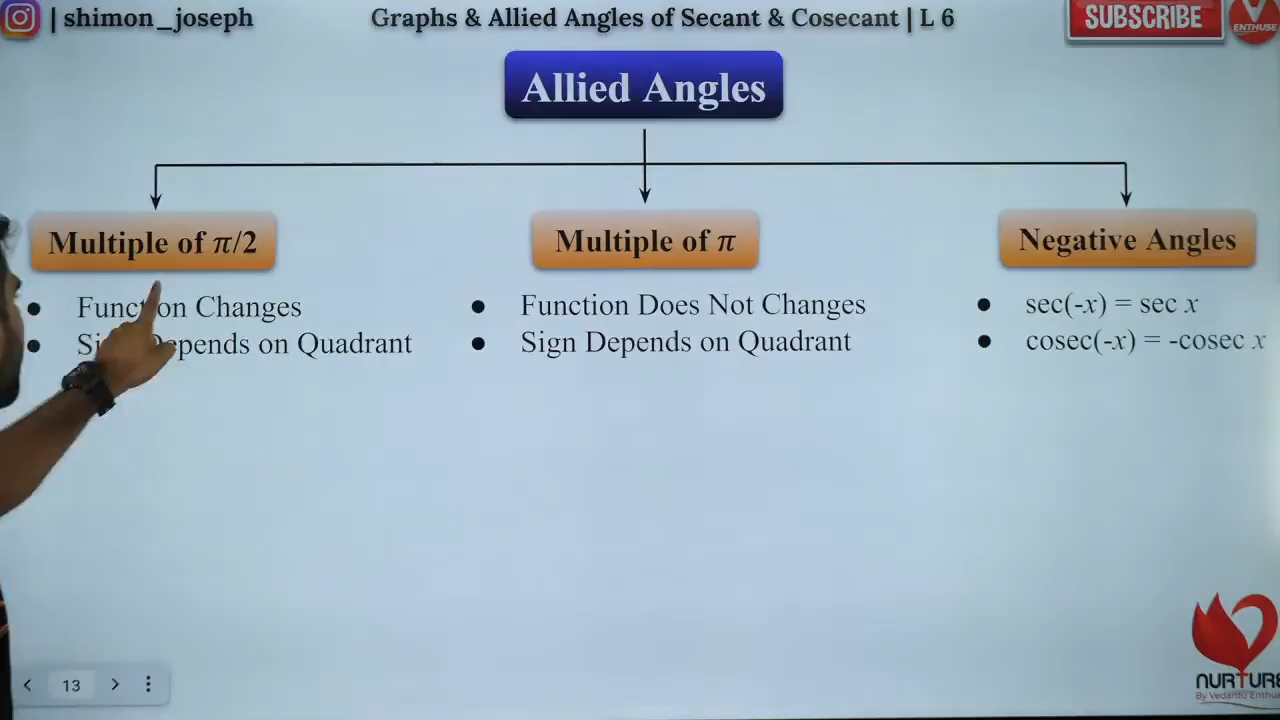 | shimon_joseph
Graphs & Allied Angles of Secant & Cosecant | L 6
SUBSCRIBE
V
ENTHUSE
Allied Angles
Multiple of π/2
Multiple of π
Negative Angles
• Function Changes
• Sign Depends on Quadrant
• Function Does Not Changes
• Sign Depends on Quadrant
• sec(-x) = sec x
• cosec(-x) = -cosec x
13
NURTURE
By Vedantu Enthuse